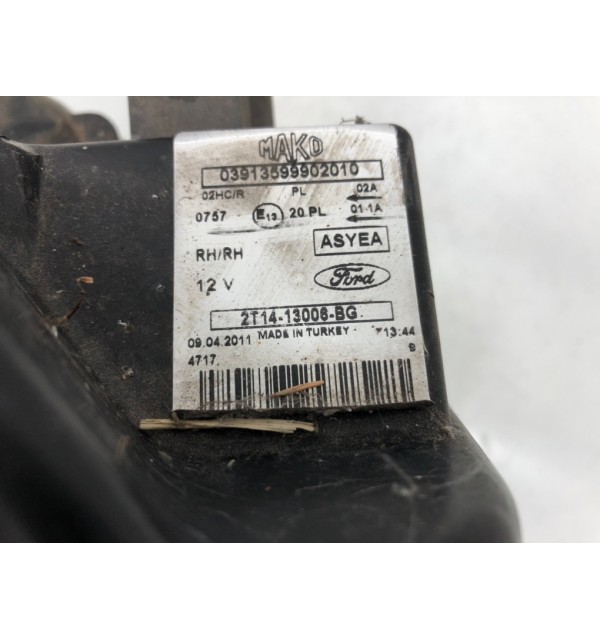 MAKO
03913599902010
02HC/R PL 02A
0757 E13 20 PL 01 1A
RH/RH ASYEA
12 V Ford
2T14-13006-BG
09.04.2011 MADE IN TURKEY 13:44
4717